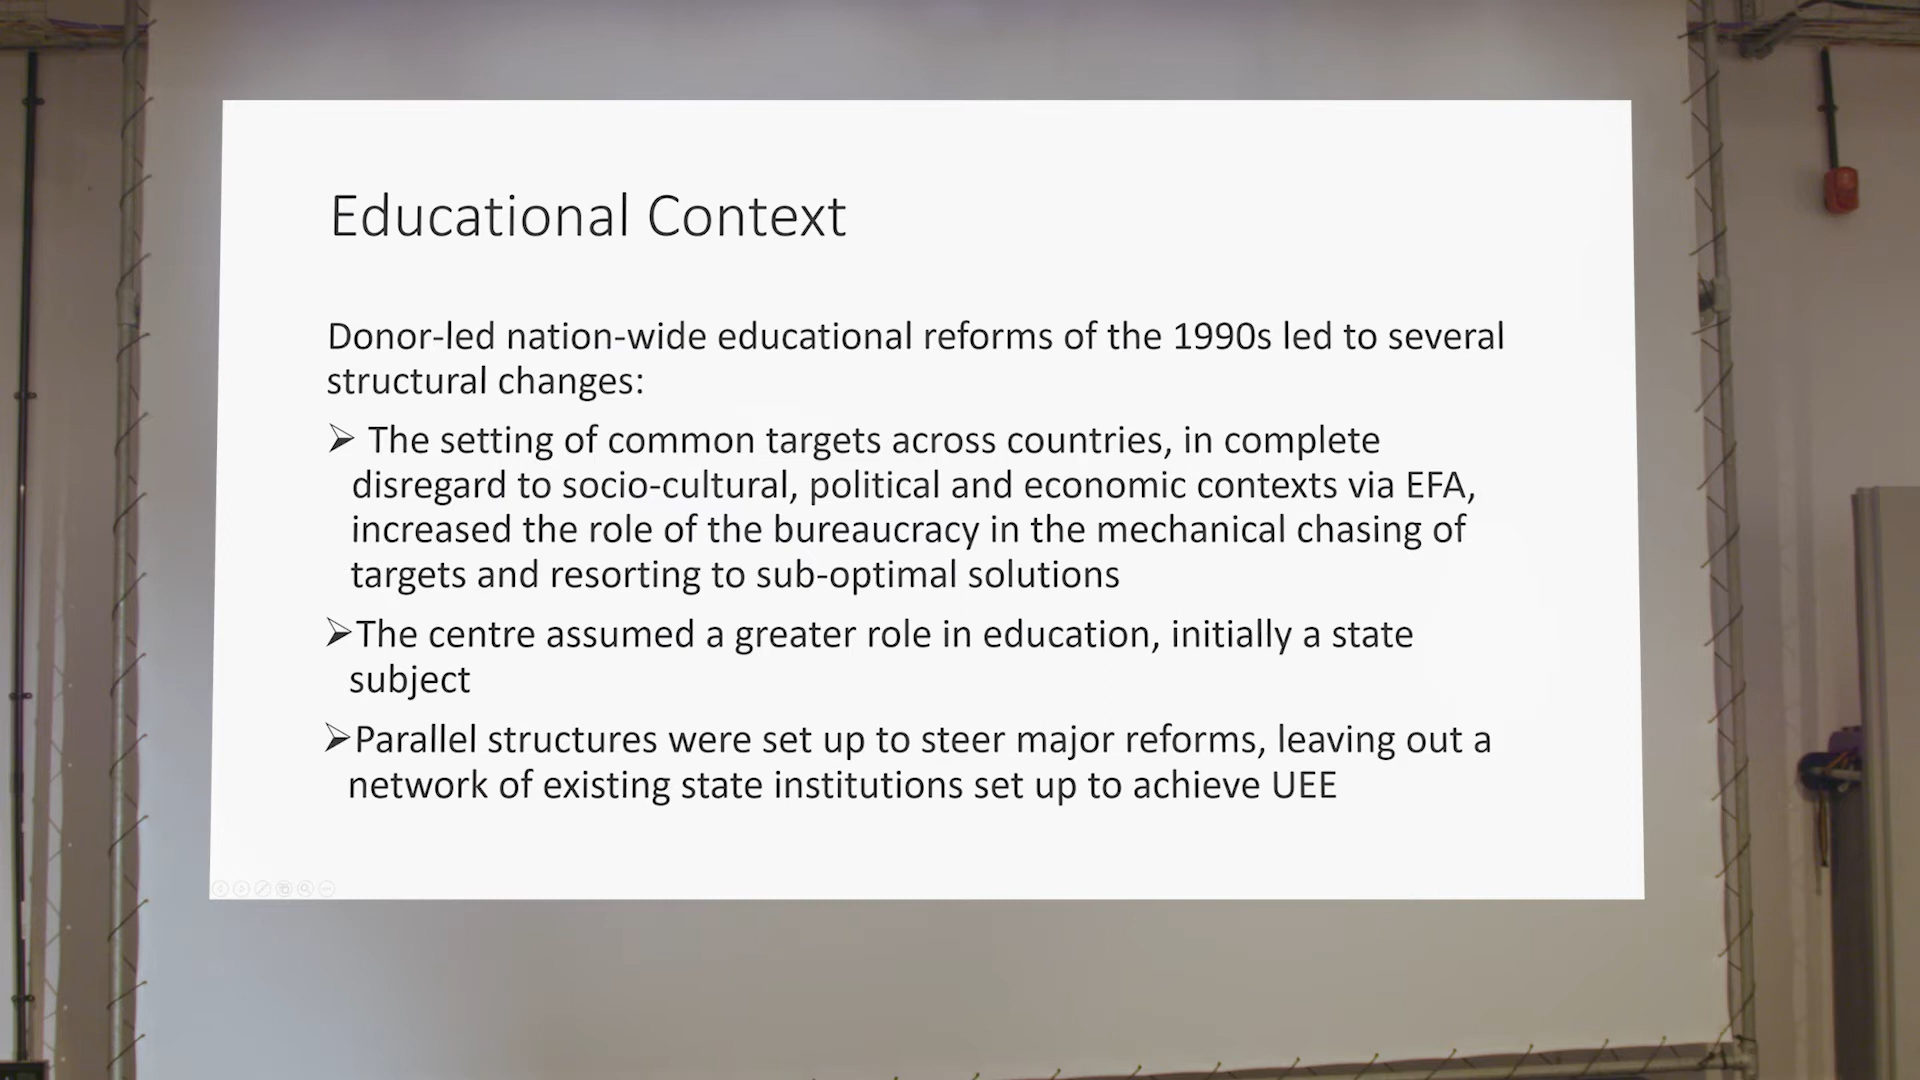 Educational Context
Donor-led nation-wide educational reforms of the 1990s led to several
structural changes:
➢ The setting of common targets across countries, in complete
disregard to socio-cultural, political and economic contexts via EFA,
increased the role of the bureaucracy in the mechanical chasing of
targets and resorting to sub-optimal solutions
➢The centre assumed a greater role in education, initially a state
subject
➢Parallel structures were set up to steer major reforms, leaving out a
network of existing state institutions set up to achieve UEE